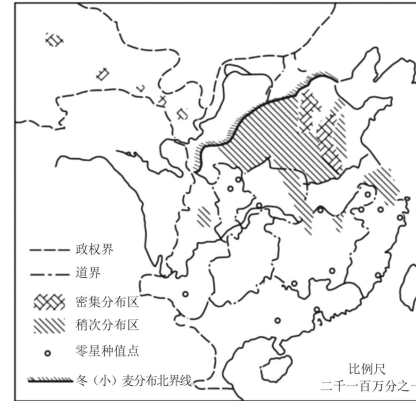 政权界
道界
密集分布区
稍次分布区
零星种值点
冬（小）麦分布北界线
比例尺
二千一百万分之一